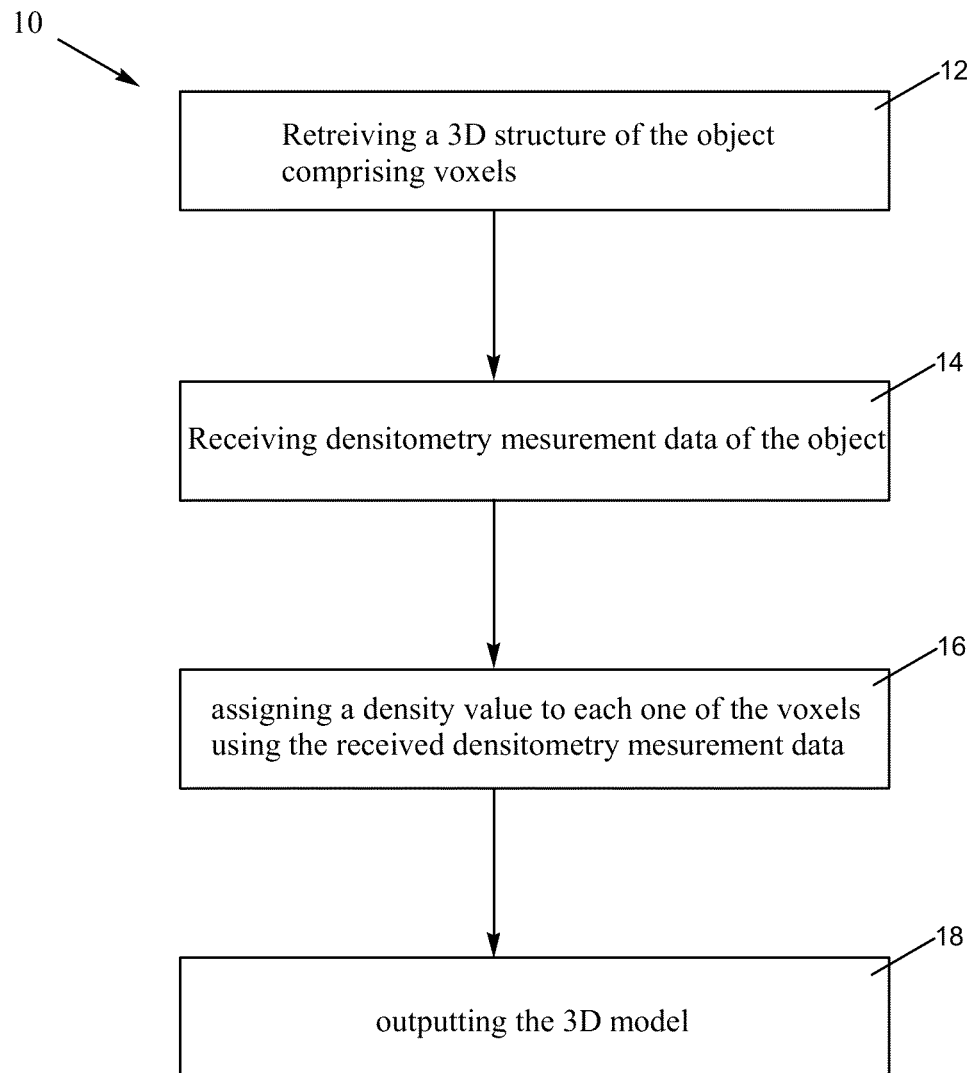 10
12
Retreiving a 3D structure of the object
comprising voxels
14
Receiving densitometry mesurement data of the object
16
assigning a density value to each one of the voxels
using the received densitometry mesurement data
18
outputting the 3D model